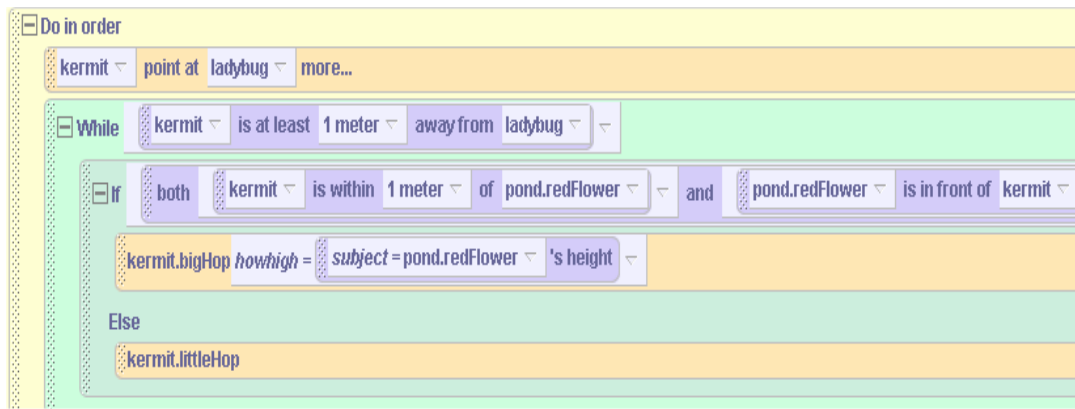 Do in order
kermit point at ladybug more...
While kermit is at least 1 meter away from ladybug
If both kermit is within 1 meter of pond.redFlower and pond.redFlower is in front of kermit
kermit.bigHop howhigh = subject = pond.redFlower 's height
Else
kermit.littleHop